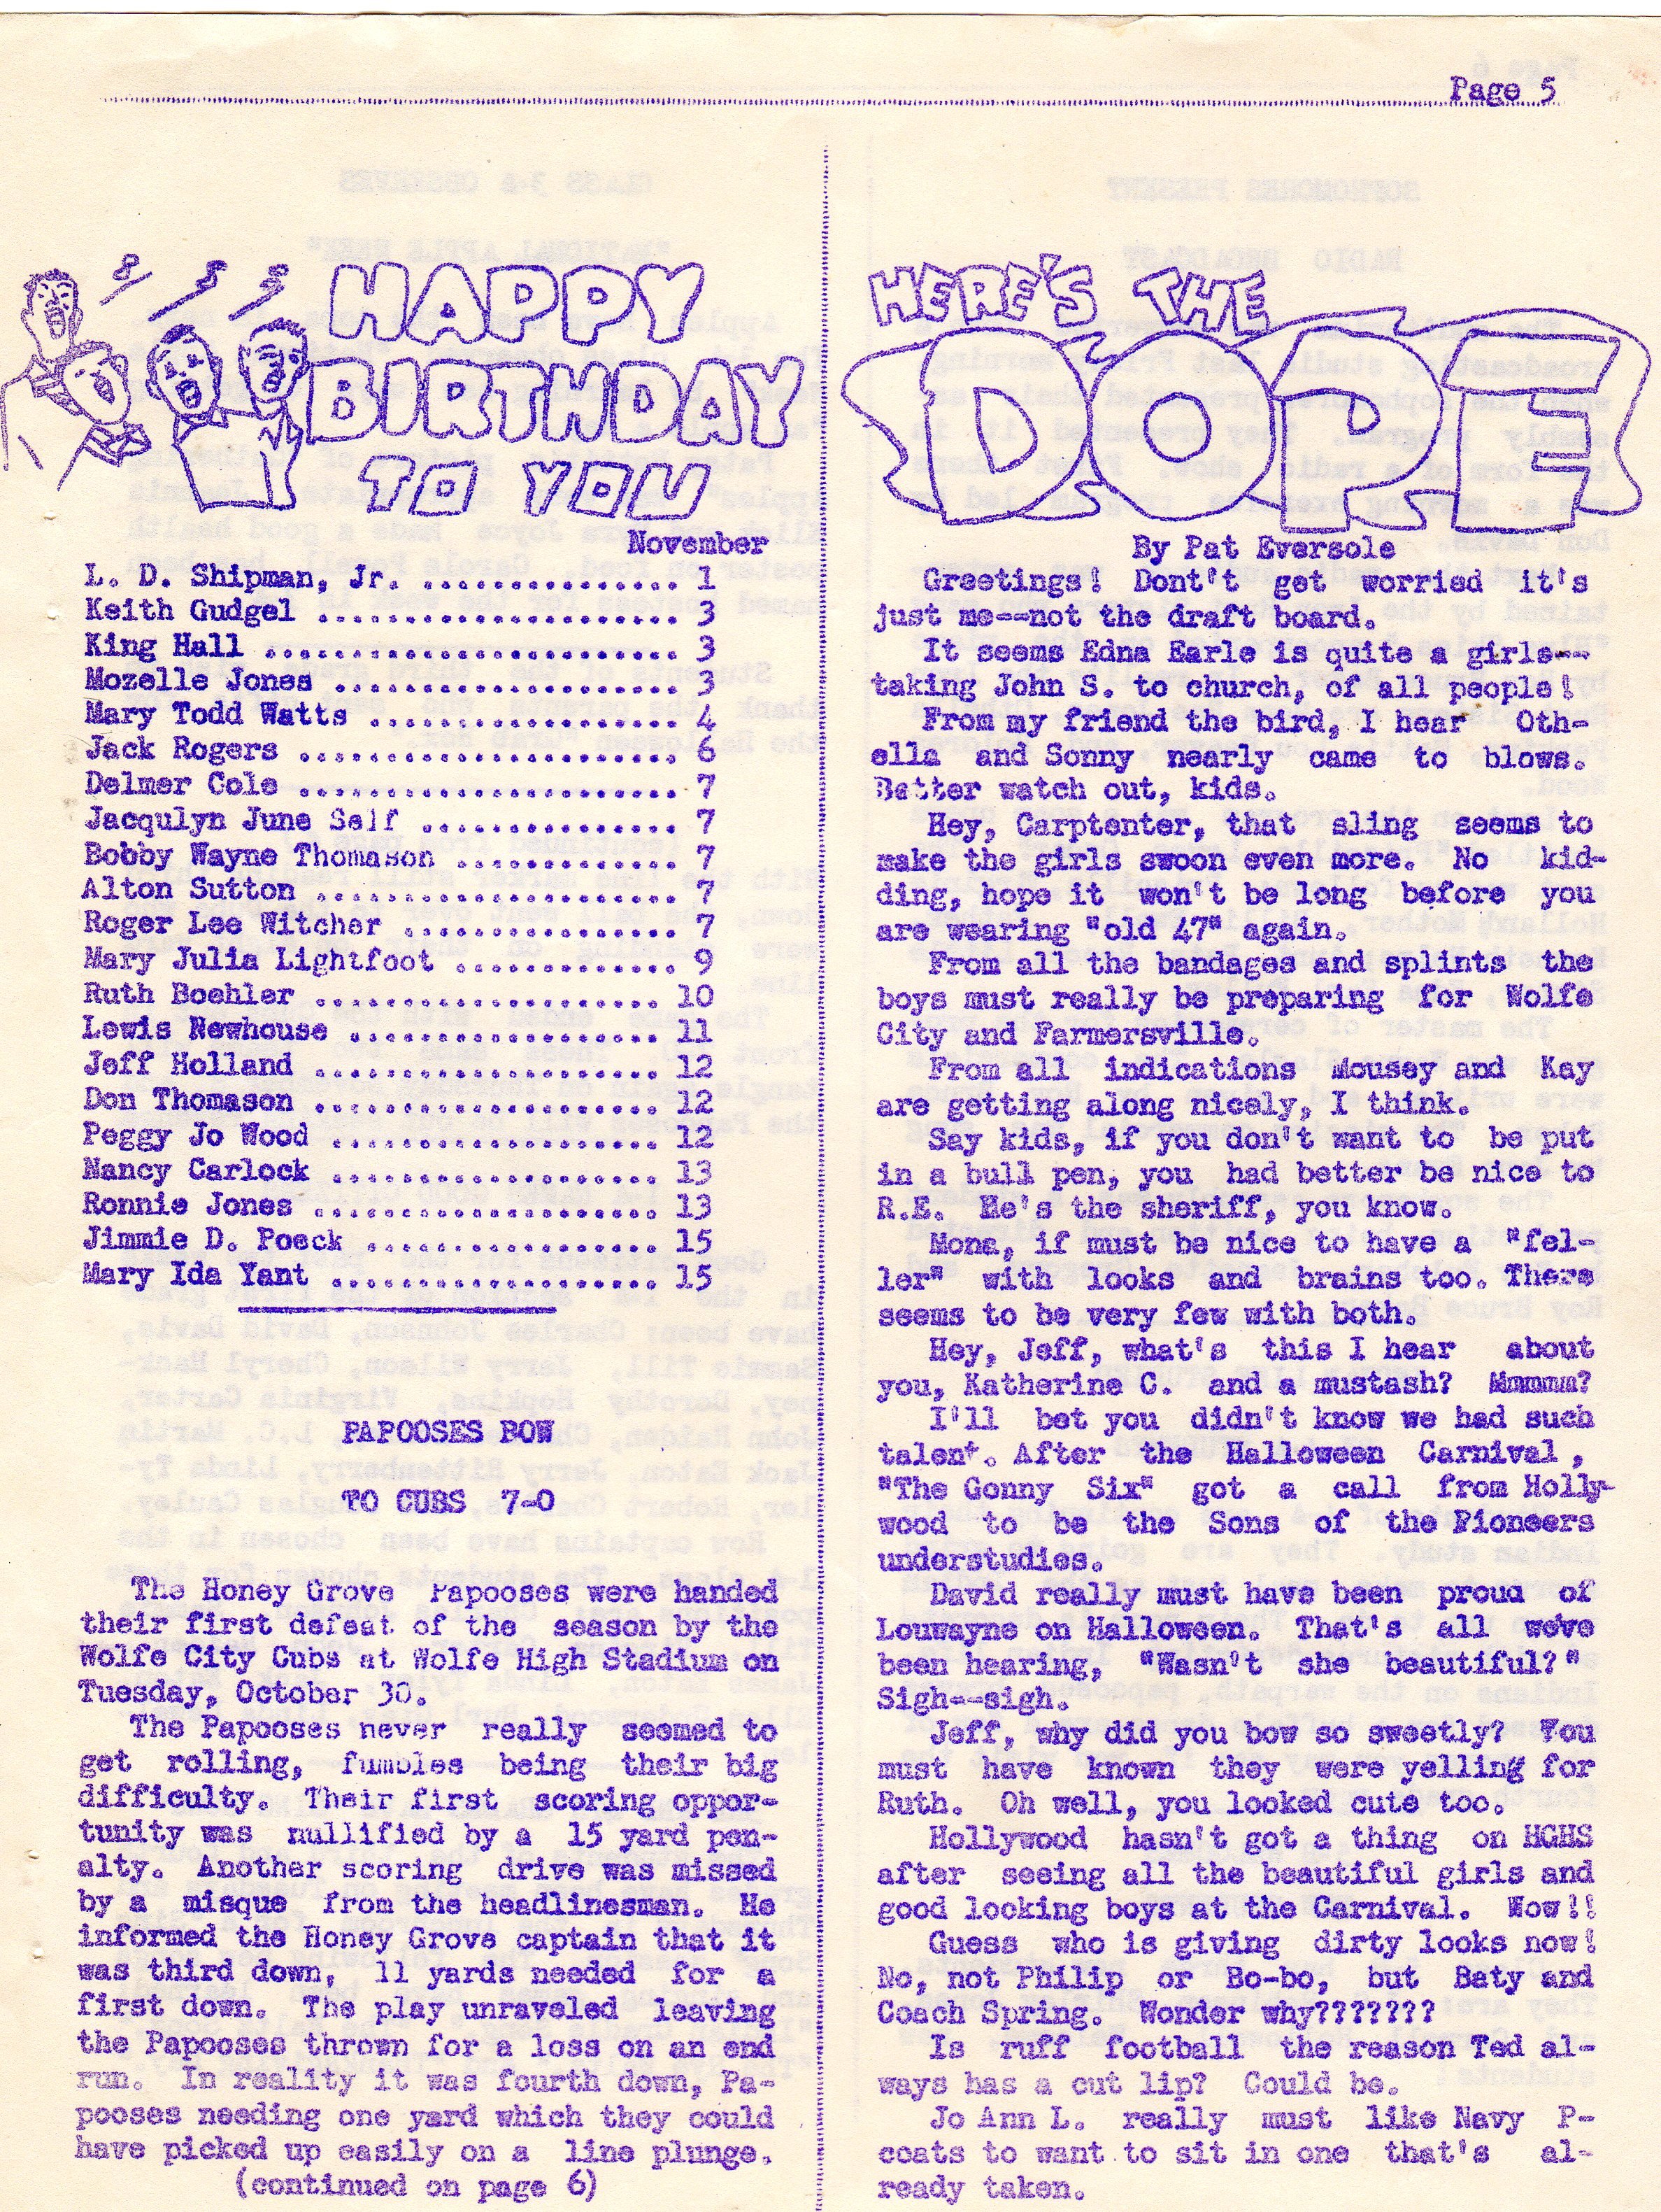 Page 5
HAPPY
BIRTHDAY
TO YOU
November
L. D. Shipman, Jr. ............... 1
Keith Gudgel ..................... 3
King Hall ........................ 3
Mozelle Jones .................... 3
Mary Todd Watts .................. 4
Jack Rogers ...................... 6
Delmer Cole ...................... 7
Jacqulyn June Self ............... 7
Bobby Wayne Thomason ............. 7
Alton Sutton ..................... 7
Roger Lee Witcher ................ 7
Mary Julia Lightfoot ............. 9
Ruth Boehler .................... 10
Lewis Newhouse .................. 11
Jeff Holland .................... 12
Don Thomason .................... 12
Peggy Jo Wood ................... 12
Nancy Carlock ................... 13
Ronnie Jones .................... 13
Jimmie D. Poeck ................. 15
Mary Ida Yant ................... 15
PAPOOSES BOW
TO CUBS 7-0
The Honey Grove Papooses were handed
their first defeat of the season by the
Wolfe City Cubs at Wolfe High Stadium on
Tuesday, October 30.
The Papooses never really seemed to
get rolling, fumbles being their big
difficulty. Their first scoring oppor-
tunity was nullified by a 15 yard pen-
alty. Another scoring drive was missed
by a misque from the headlinesman. He
informed the Honey Grove captain that it
was third down, 11 yards needed for a
first down. The play unraveled leaving
the Papooses thrown for a loss on an end
run. In reality it was fourth down, Pa-
pooses needing one yard which they could
have picked up easily on a line plunge.
(continued on page 6)
HERE'S THE
DOPE
By Pat Eversole
Greetings! Dont't get worried it's
just me--not the draft board.
It seems Edna Earle is quite a girls--
taking John S. to church, of all people!
From my friend the bird, I hear Oth-
ella and Sonny nearly came to blows.
Better watch out, kids.
Hey, Carptenter, that sling seems to
make the girls swoon even more. No kid-
ding, hope it won't be long before you
are wearing "old 47" again.
From all the bandages and splints the
boys must really be preparing for Wolfe
City and Farmersville.
From all indications Mousey and Kay
are getting along nicely, I think.
Say kids, if you don't want to be put
in a bull pen, you had better be nice to
R.E. He's the sheriff, you know.
Mona, if must be nice to have a "fel-
ler" with looks and brains too. There
seems to be very few with both.
Hey, Jeff, what's this I hear about
you, Katherine C. and a mustash? Mmmmm?
I'll bet you didn't know we had such
talent. After the Halloween Carnival,
"The Gonny Six" got a call from Holly-
wood to be the Sons of the Pioneers
understudies.
David really must have been proud of
Louwayne on Halloween. That's all we've
been hearing, "Wasn't she beautiful?"
Sigh--sigh.
Jeff, why did you bow so sweetly? You
must have known they were yelling for
Ruth. Oh well, you looked cute too.
Hollywood hasn't got a thing on HGHS
after seeing all the beautiful girls and
good looking boys at the Carnival. Wow!!
Guess who is giving dirty looks now!
No, not Philip or Bo-bo, but Baty and
Coach Spring. Wonder why???????
Is ruff football the reason Ted al-
ways has a cut lip? Could be.
Jo Ann L. really must like Navy P-
coats to want to sit in one that's al-
ready taken.